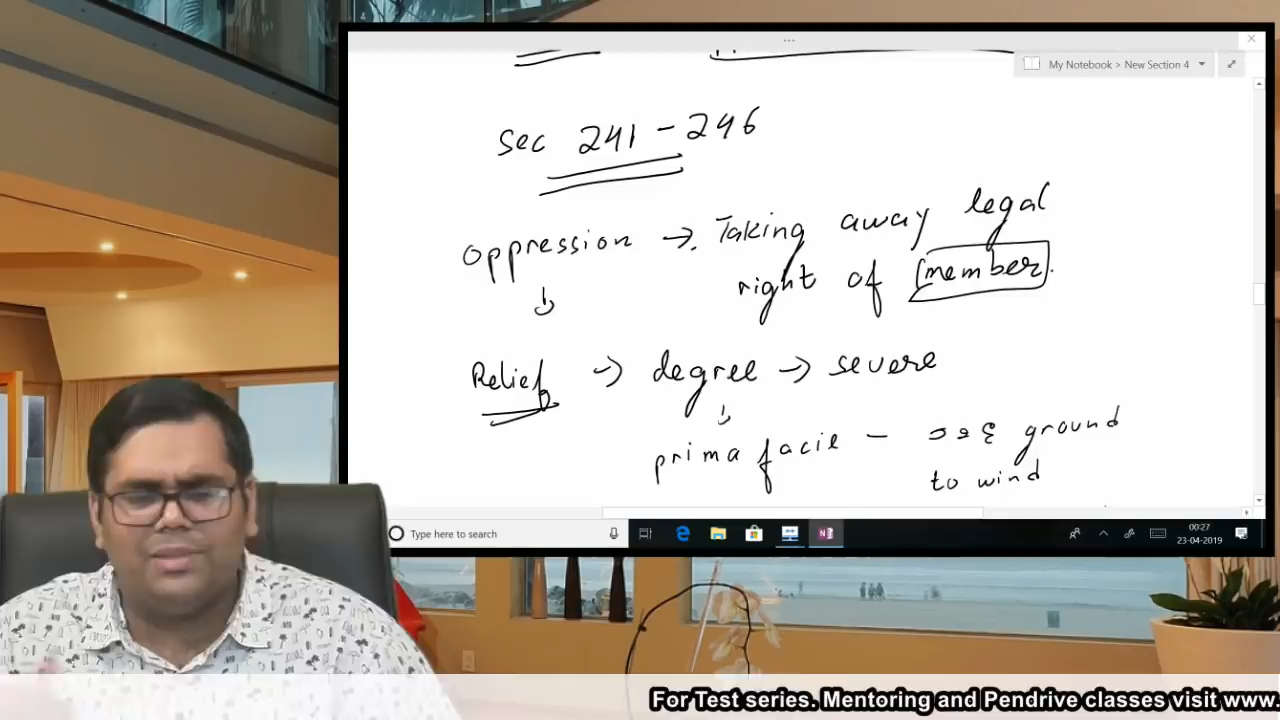 My Notebook > New Section 4
Sec 241 - 246
oppression → Taking away legal
right of member.
Relief → degree → severe
prima facie - J&E ground
to wind
Type here to search
00:27
23-04-2019
For Test series. Mentoring and Pendrive classes visit www.